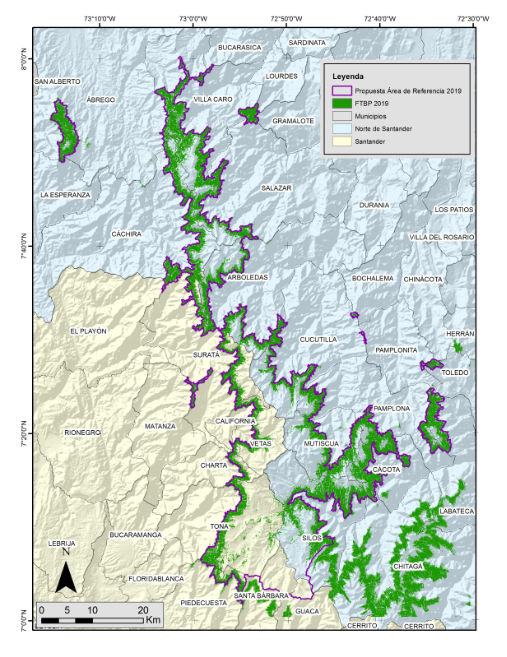 73°10'0"W
73°0'0"W
72°50'0"W
72°40'0"W
72°30'0"W
8°0'0"N
7°40'0"N
7°20'0"N
7°0'0"N
BUCARASICA
SARDINATA
SAN ALBERTO
LOURDES
ÁBREGO
VILLA CARO
GRAMALOTE
Leyenda
Propuesta Área de Referencia 2019
FTBP 2019
Municipios
Norte de Santander
Santander
LA ESPERANZA
SALAZAR
DURANIA
LOS PATIOS
CÁCHIRA
VILLA DEL ROSARIO
ARBOLEDAS
BOCHALEMA
CHINÁCOTA
EL PLAYÓN
CUCUTILLA
HERRÁN
SURATÁ
PAMPLONITA
TOLEDO
PAMPLONA
CALIFORNIA
RIONEGRO
MATANZA
VETAS
MUTISCUA
CHARTA
CÁCOTA
LABATECA
TONA
BUCARAMANGA
SILOS
LEBRIJA
CHITAGÁ
FLORIDABLANCA
PIEDECUESTA
SANTA BÁRBARA
GUACA
CERRITO
CERRITO
N
0 5 10 20
Km